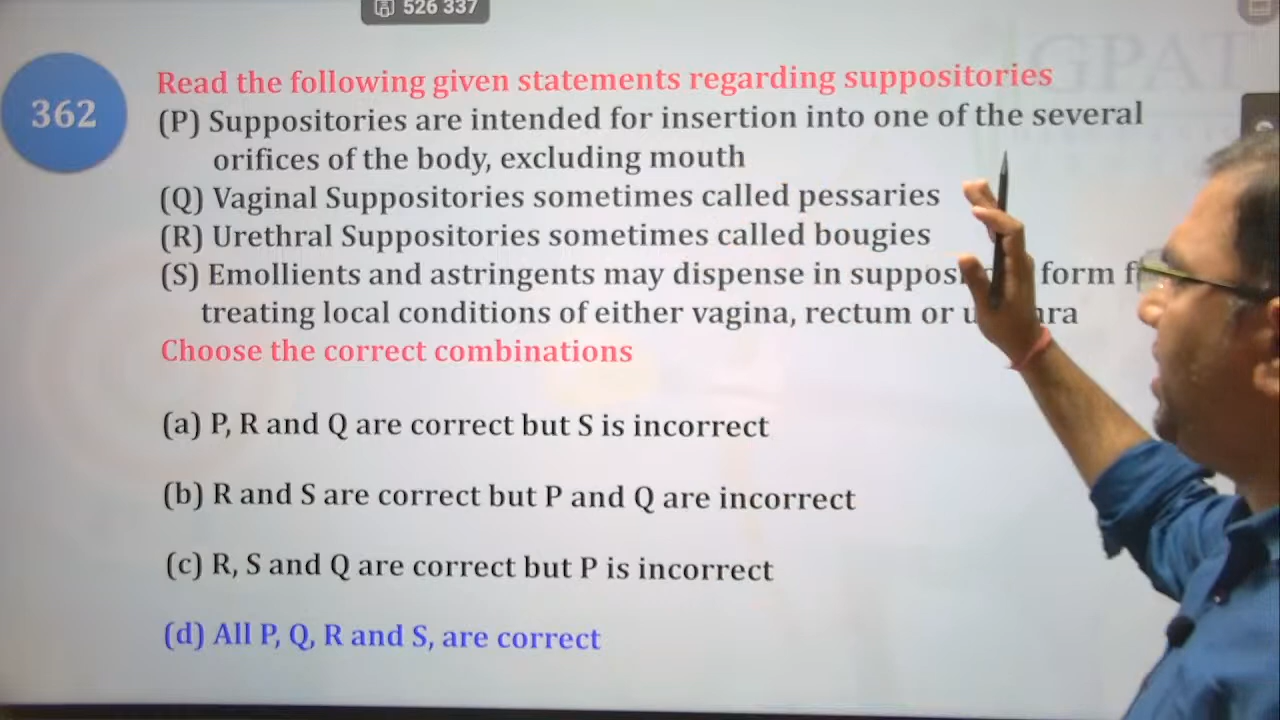 526 337
GPAT
362
Read the following given statements regarding suppositories
(P) Suppositories are intended for insertion into one of the several
orifices of the body, excluding mouth
(Q) Vaginal Suppositories sometimes called pessaries
(R) Urethral Suppositories sometimes called bougies
(S) Emollients and astringents may dispense in form
treating local conditions of either vagina, rectum or
Choose the correct combinations
(a) P, R and Q are correct but S is incorrect
(b) R and S are correct but P and Q are incorrect
(c) R, S and Q are correct but P is incorrect
(d) All P, Q, R and S, are correct